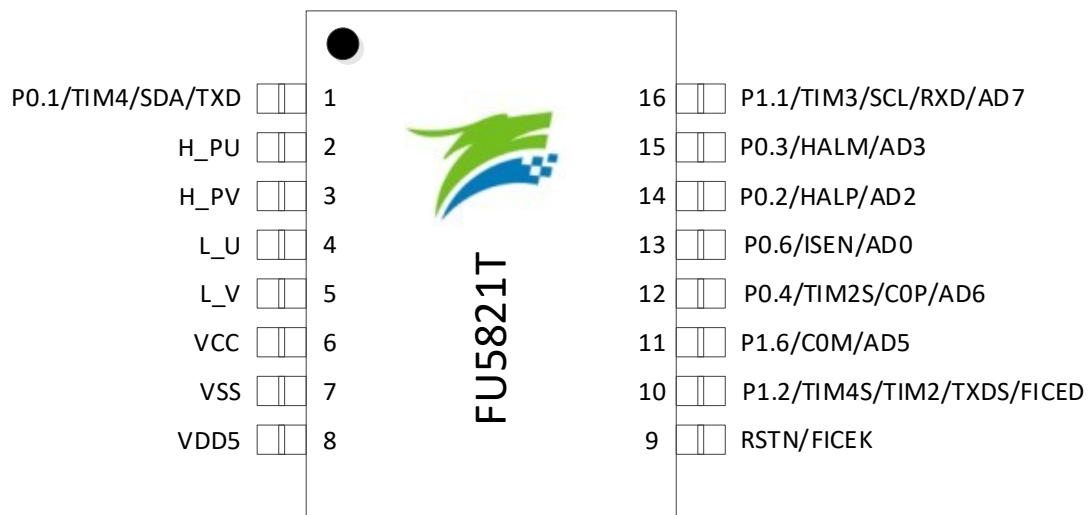 P0.1/TIM4/SDA/TXD 1 16 P1.1/TIM3/SCL/RXD/AD7
H_PU 2 15 P0.3/HALM/AD3
H_PV 3 14 P0.2/HALP/AD2
L_U 4 13 P0.6/ISEN/AD0
L_V 5 12 P0.4/TIM2S/C0P/AD6
VCC 6 11 P1.6/C0M/AD5
VSS 7 10 P1.2/TIM4S/TIM2/TXDS/FICED
VDD5 8 9 RSTN/FICEK
FU5821T